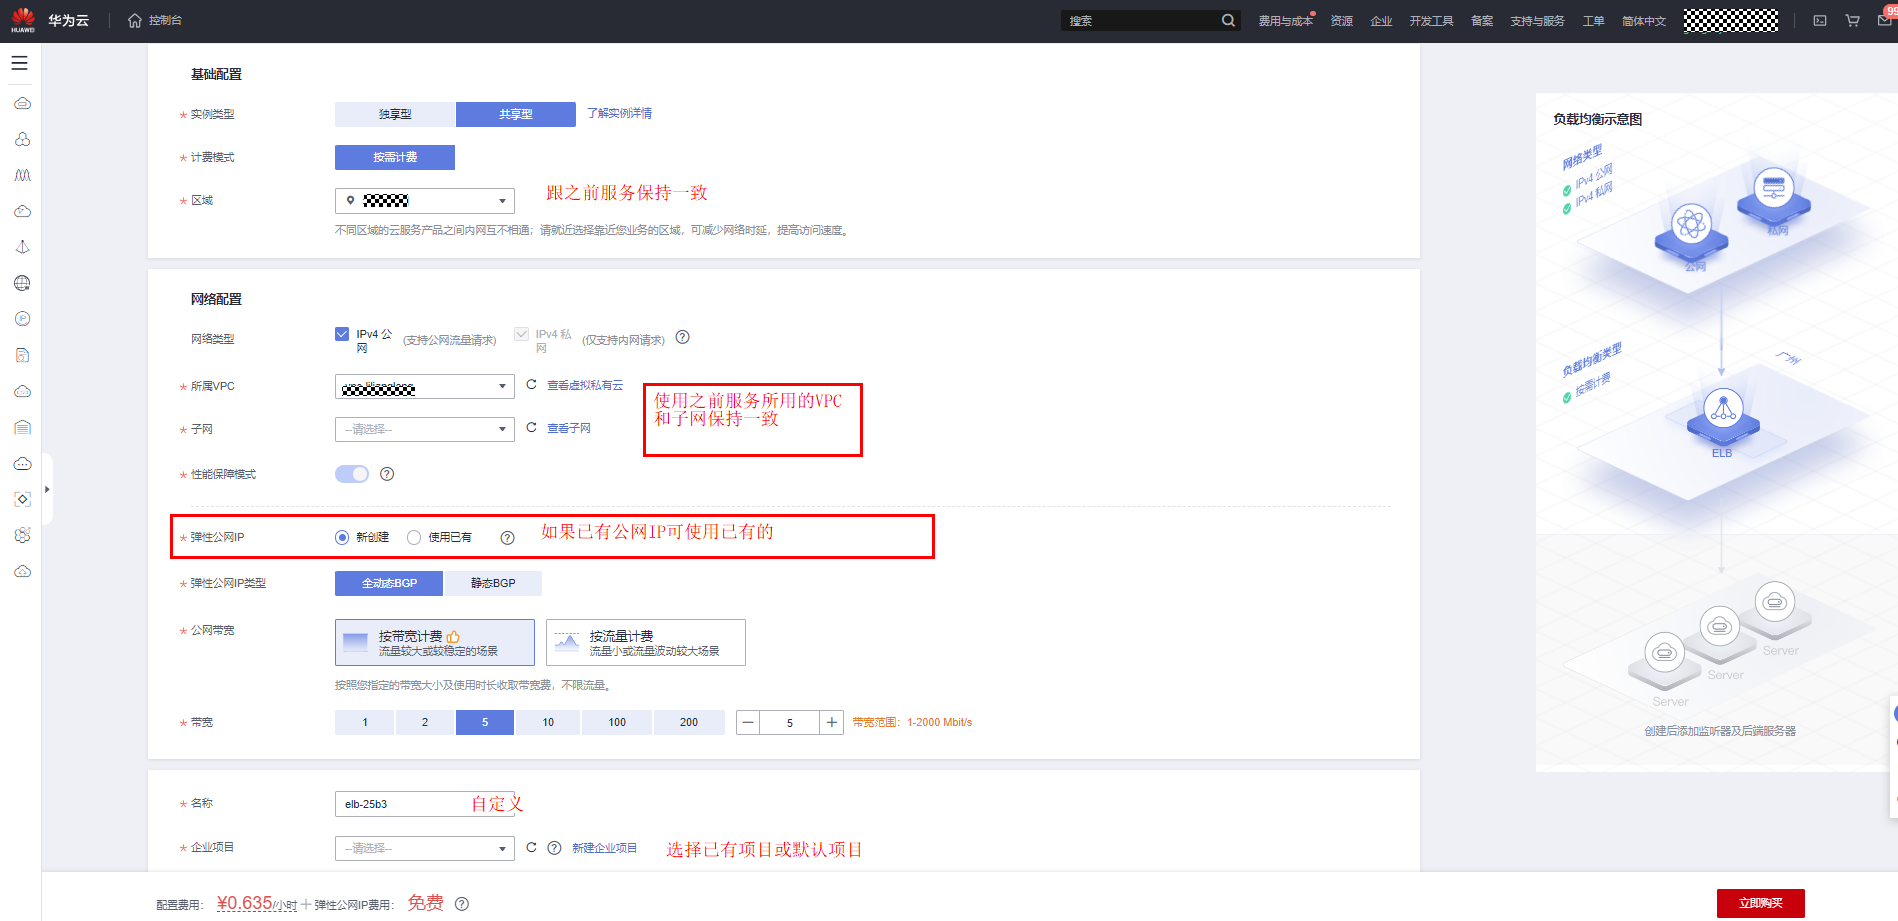 HUAWEI
华为云
控制台
搜索
费用与成本
资源
企业
开发工具
备案
支持与服务
工单
简体中文
99
基础配置
* 实例类型
独享型
共享型
了解实例详情
* 计费模式
按需计费
* 区域
跟之前服务保持一致
不同区域的云服务产品之间内网互不相通；请就近选择靠近您业务的区域，可减少网络时延，提高访问速度。
网络配置
网络类型
IPv4 公网
(支持公网流量请求)
IPv4 私网
(仅支持内网请求)
* 所属VPC
查看虚拟私有云
使用之前服务所用的VPC
和子网保持一致
* 子网
--请选择--
查看子网
* 性能保障模式
* 弹性公网IP
新创建
使用已有
如果已有公网IP可使用已有的
* 弹性公网IP类型
全动态BGP
静态BGP
* 公网带宽
按带宽计费
流量较大或较稳定的场景
按流量计费
流量小或流量波动较大场景
按照您指定的带宽大小及使用时长收取带宽费，不限流量。
* 带宽
1
2
5
10
100
200
5
带宽范围：1-2000 Mbit/s
* 名称
elb-25b3
自定义
* 企业项目
--请选择--
新建企业项目
选择已有项目或默认项目
配置费用：
¥0.635/小时
+ 弹性公网IP费用：
免费
立即购买
负载均衡示意图
网络类型
IPv4 公网
IPv4 私网
私网
公网
负载均衡类型
按需计费
广州
ELB
Server
Server
Server
创建后添加监听器及后端服务器